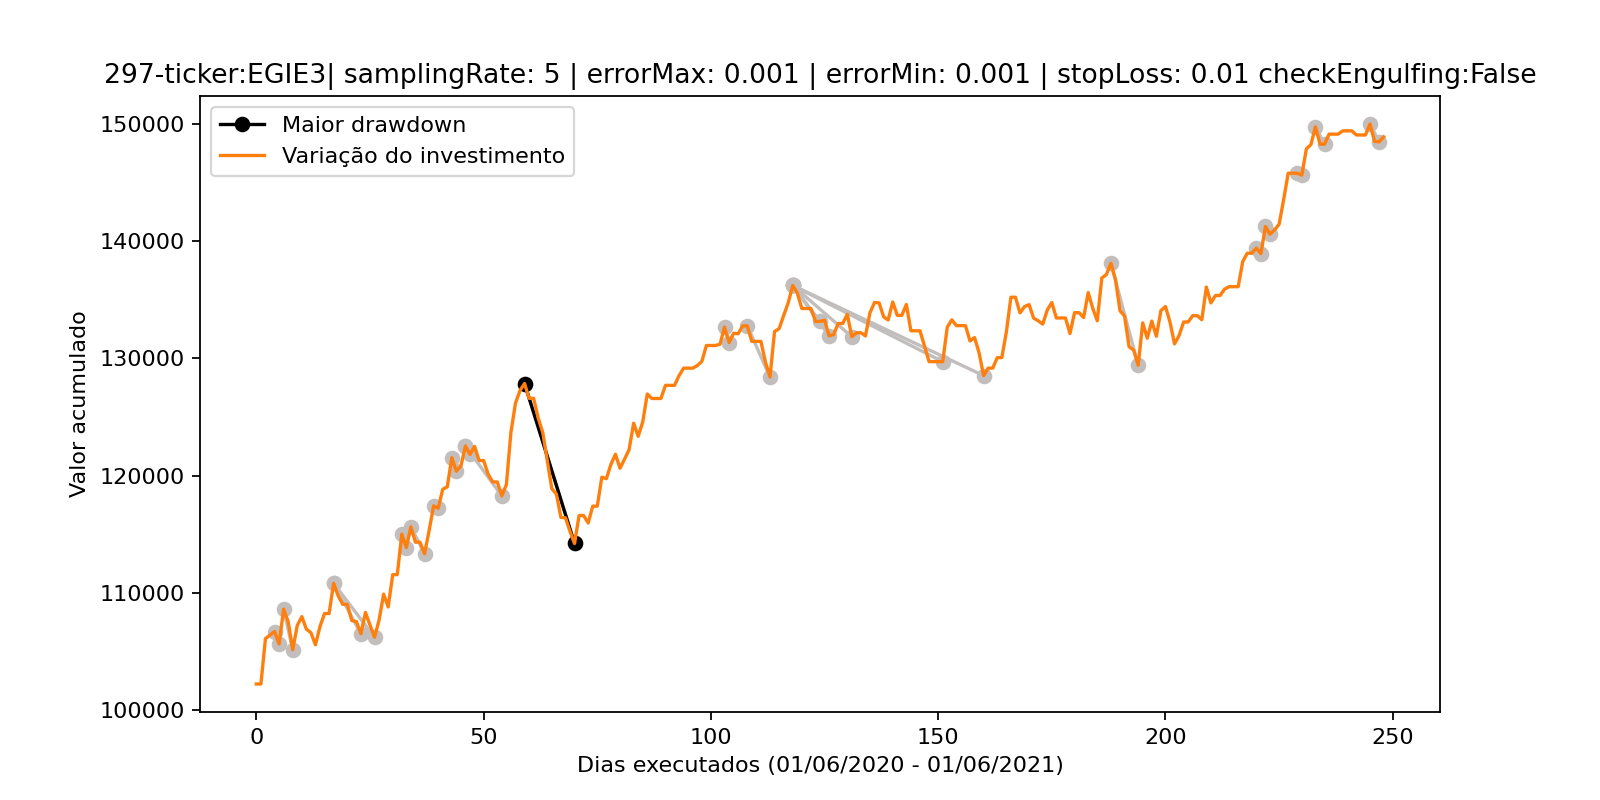 297-ticker:EGIE3| samplingRate: 5 | errorMax: 0.001 | errorMin: 0.001 | stopLoss: 0.01 checkEngulfing:False
Maior drawdown
Variação do investimento
Valor acumulado
150000
140000
130000
120000
110000
100000
0 50 100 150 200 250
Dias executados (01/06/2020 - 01/06/2021)